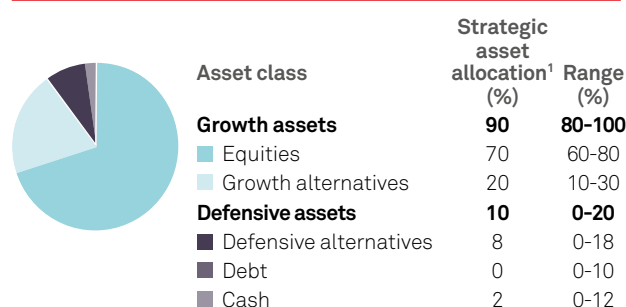 Strategic
asset
Asset class allocation¹ Range
(%) (%)
Growth assets 90 80-100
Equities 70 60-80
Growth alternatives 20 10-30
Defensive assets 10 0-20
Defensive alternatives 8 0-18
Debt 0 0-10
Cash 2 0-12